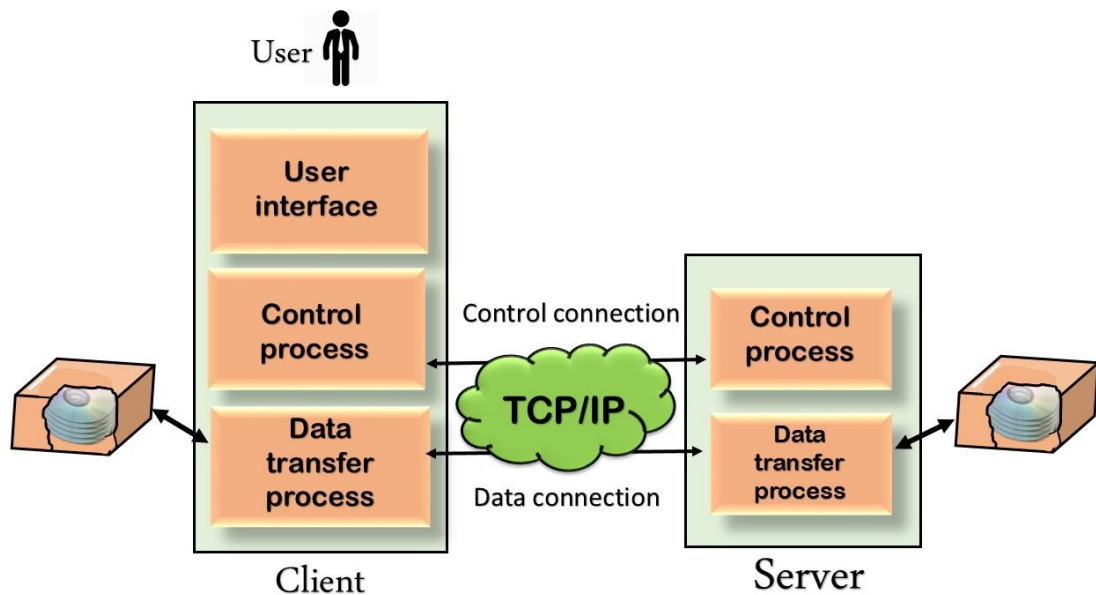 User
User
interface
Control
process
Data
transfer
process
Client
Control connection
TCP/IP
Data connection
Control
process
Data
transfer
process
Server